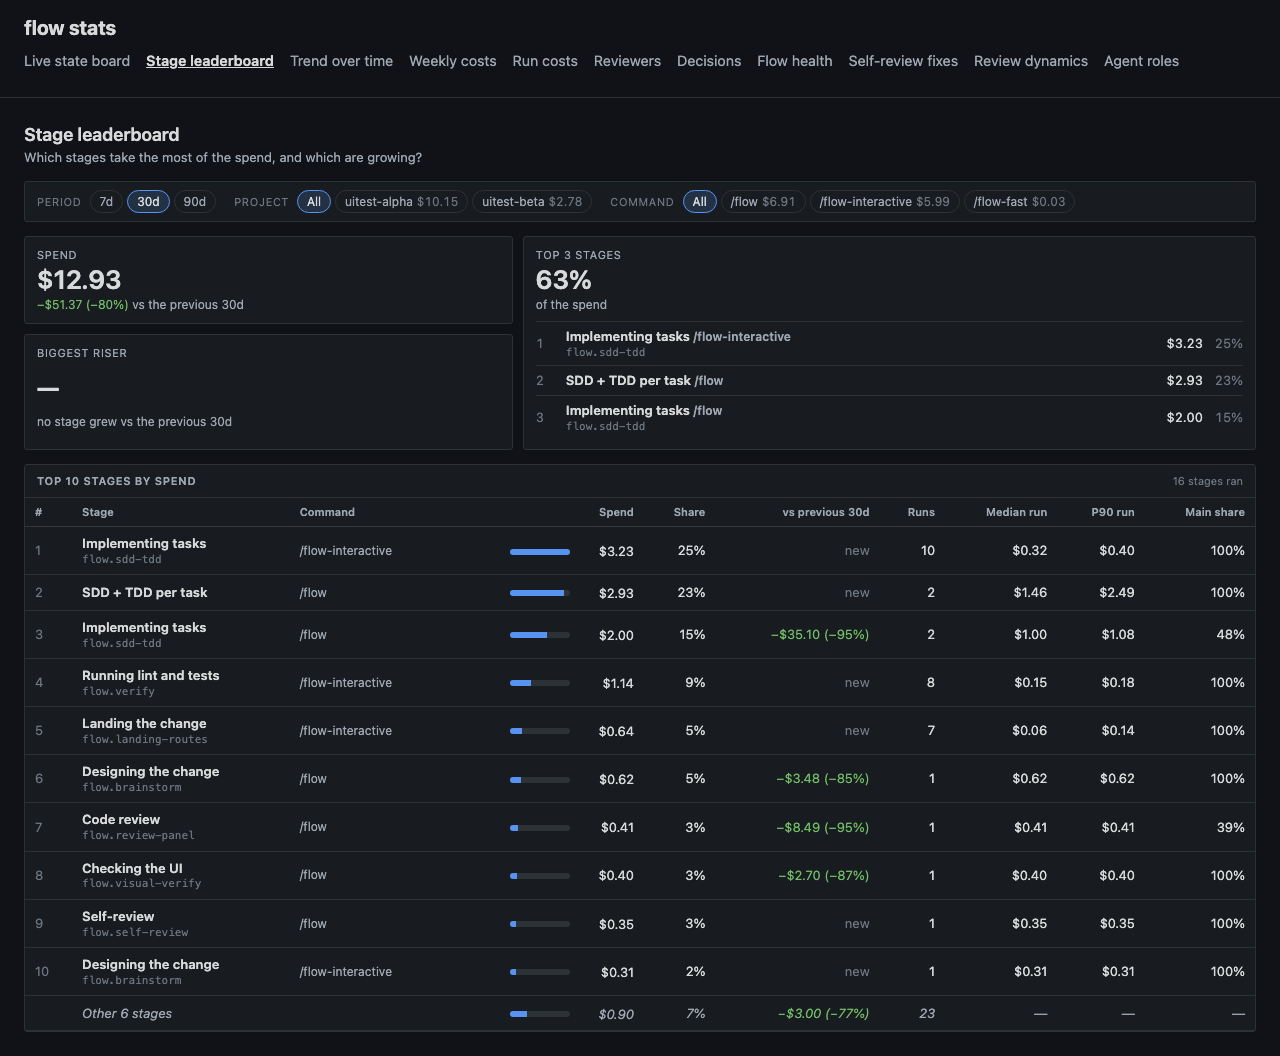 flow stats
Live state board Stage leaderboard Trend over time Weekly costs Run costs Reviewers Decisions Flow health Self-review fixes Review dynamics Agent roles
Stage leaderboard
Which stages take the most of the spend, and which are growing?
PERIOD 7d 30d 90d PROJECT All uitest-alpha $10.15 uitest-beta $2.78 COMMAND All /flow $6.91 /flow-interactive $5.99 /flow-fast $0.03
SPEND
$12.93
−$51.37 (−80%) vs the previous 30d
BIGGEST RISER
—
no stage grew vs the previous 30d
TOP 3 STAGES
63%
of the spend
1 Implementing tasks /flow-interactive $3.23 25%
flow.sdd-tdd
2 SDD + TDD per task /flow $2.93 23%
3 Implementing tasks /flow $2.00 15%
flow.sdd-tdd
TOP 10 STAGES BY SPEND 16 stages ran
# Stage Command Spend Share vs previous 30d Runs Median run P90 run Main share
1 Implementing tasks /flow-interactive $3.23 25% new 10 $0.32 $0.40 100%
flow.sdd-tdd
2 SDD + TDD per task /flow $2.93 23% new 2 $1.46 $2.49 100%
3 Implementing tasks /flow $2.00 15% −$35.10 (−95%) 2 $1.00 $1.08 48%
flow.sdd-tdd
4 Running lint and tests /flow-interactive $1.14 9% new 8 $0.15 $0.18 100%
flow.verify
5 Landing the change /flow-interactive $0.64 5% new 7 $0.06 $0.14 100%
flow.landing-routes
6 Designing the change /flow $0.62 5% −$3.48 (−85%) 1 $0.62 $0.62 100%
flow.brainstorm
7 Code review /flow $0.41 3% −$8.49 (−95%) 1 $0.41 $0.41 39%
flow.review-panel
8 Checking the UI /flow $0.40 3% −$2.70 (−87%) 1 $0.40 $0.40 100%
flow.visual-verify
9 Self-review /flow $0.35 3% new 1 $0.35 $0.35 100%
flow.self-review
10 Designing the change /flow-interactive $0.31 2% new 1 $0.31 $0.31 100%
flow.brainstorm
Other 6 stages $0.90 7% −$3.00 (−77%) 23 — — —